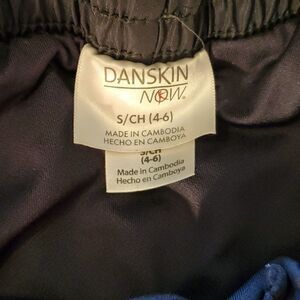 DANSKIN
NOW.
S/CH (4-6)
MADE IN CAMBODIA
HECHO EN CAMBOYA
S/CH
(4-6)
Made in Cambodia
Hecho en Camboya